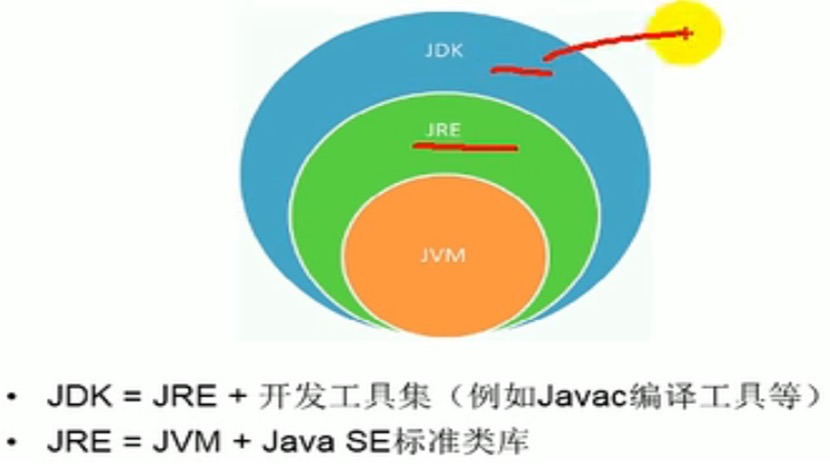 JDK
JRE
JVM
• JDK = JRE + 开发工具集（例如Javac编译工具等）
• JRE = JVM + Java SE标准类库